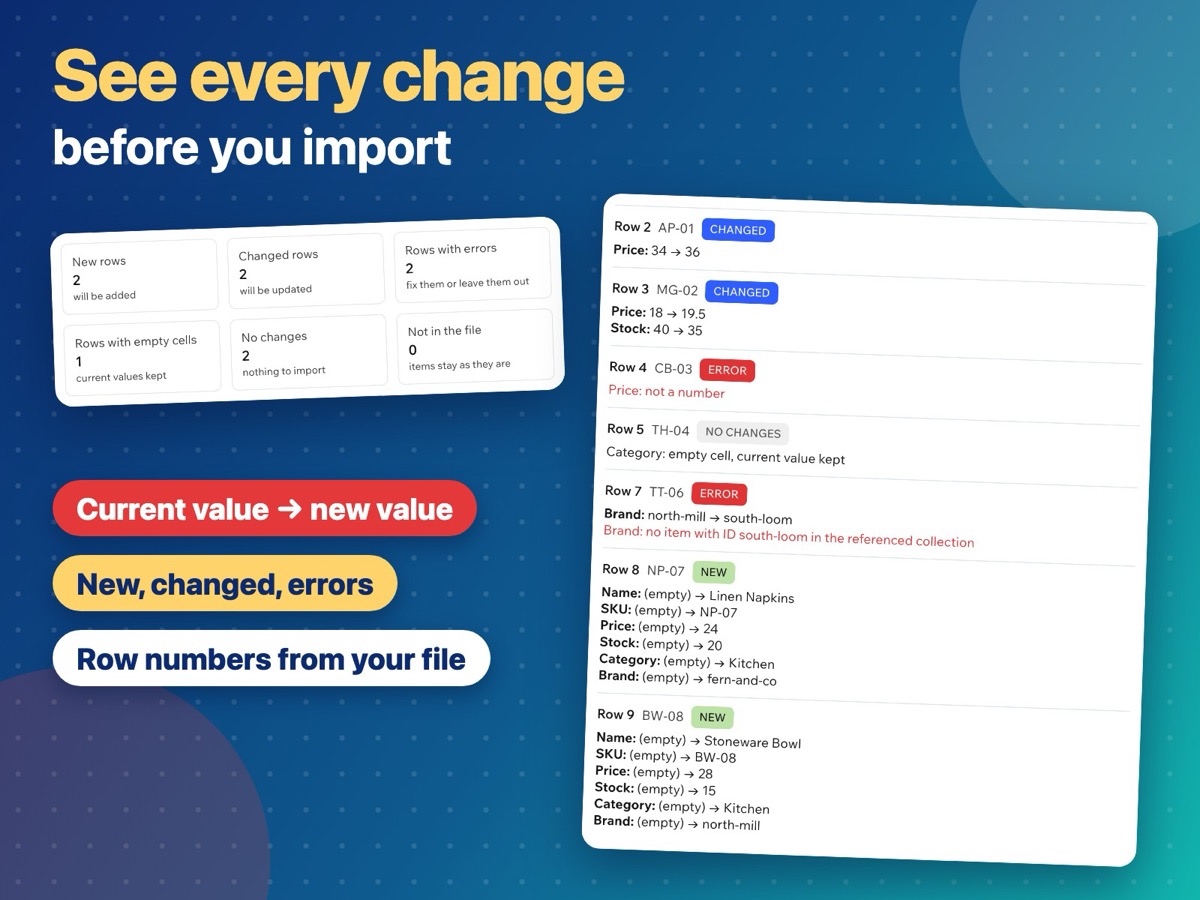 See every change
before you import
New rows
2
will be added
Changed rows
2
will be updated
Rows with errors
2
fix them or leave them out
Rows with empty cells
1
current values kept
No changes
2
nothing to import
Not in the file
0
items stay as they are
Current value → new value
New, changed, errors
Row numbers from your file
Row 2 AP-01 CHANGED
Price: 34 → 36
Row 3 MG-02 CHANGED
Price: 18 → 19.5
Stock: 40 → 35
Row 4 CB-03 ERROR
Price: not a number
Row 5 TH-04 NO CHANGES
Category: empty cell, current value kept
Row 7 TT-06 ERROR
Brand: north-mill → south-loom
Brand: no item with ID south-loom in the referenced collection
Row 8 NP-07 NEW
Name: (empty) → Linen Napkins
SKU: (empty) → NP-07
Price: (empty) → 24
Stock: (empty) → 20
Category: (empty) → Kitchen
Brand: (empty) → fern-and-co
Row 9 BW-08 NEW
Name: (empty) → Stoneware Bowl
SKU: (empty) → BW-08
Price: (empty) → 28
Stock: (empty) → 15
Category: (empty) → Kitchen
Brand: (empty) → north-mill